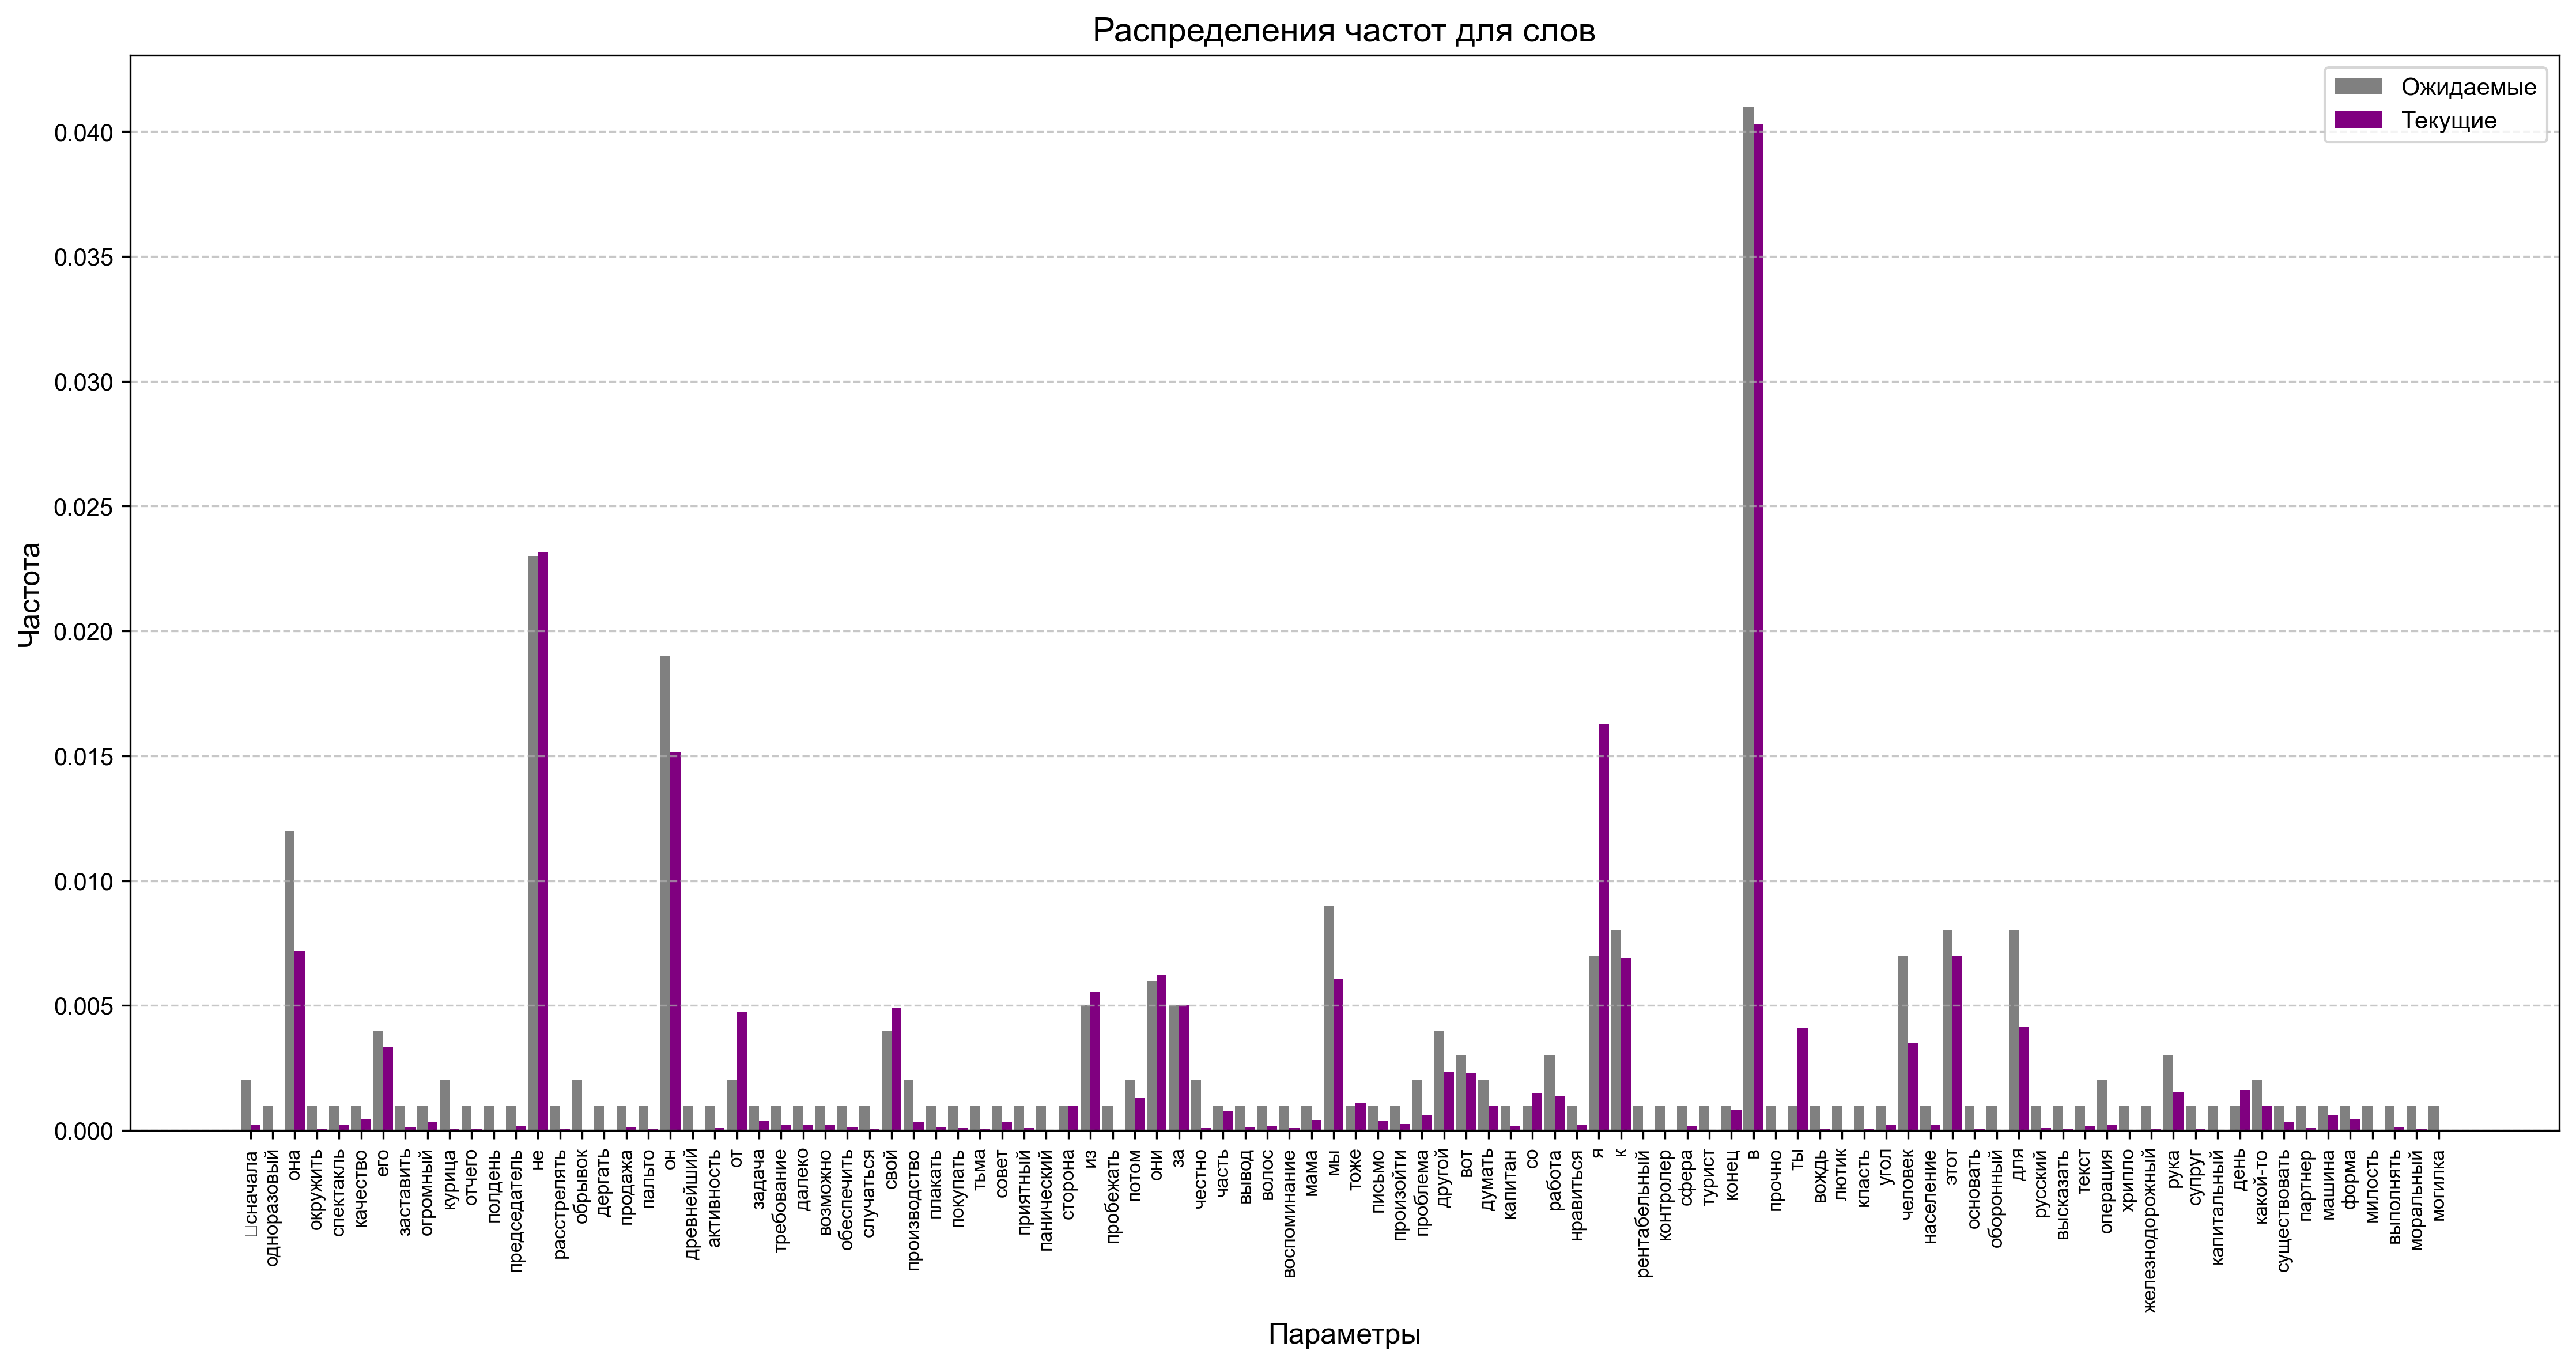 Распределения частот для слов
Ожидаемые
Текущие
Частота
0.040
0.035
0.030
0.025
0.020
0.015
0.010
0.005
0.000
□сначала
одноразовый
она
окружить
спектакль
качество
его
заставить
огромный
курица
отчего
полдень
председатель
не
расстрелять
обрывок
дергать
продажа
пальто
он
древнейший
активность
от
задача
требование
далеко
возможно
обеспечить
случаться
свой
производство
плакать
покупать
тьма
совет
приятный
панический
сторона
из
пробежать
потом
они
за
честно
часть
вывод
волос
воспоминание
мама
мы
тоже
письмо
произойти
проблема
другой
вот
думать
капитан
со
работа
нравиться
я
к
рентабельный
контролер
сфера
турист
конец
в
прочно
ты
вождь
лютик
класть
угол
человек
население
этот
основать
оборонный
для
русский
высказать
текст
операция
хрипло
железнодорожный
рука
супруг
капитальный
день
какой-то
существовать
партнер
машина
форма
милость
выполнять
моральный
могилка
Параметры